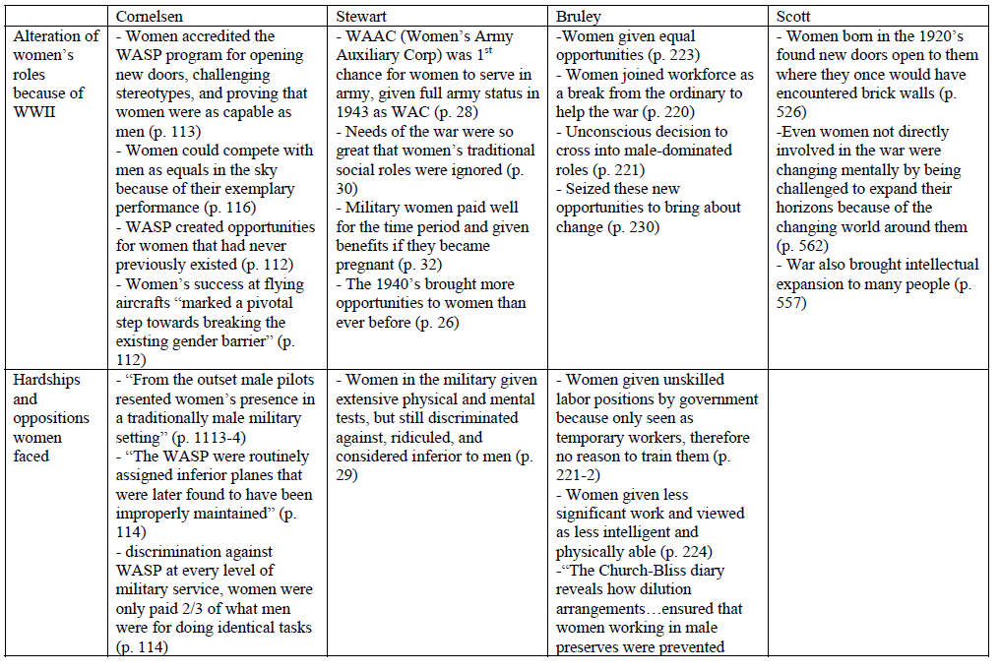 Cornelsen Stewart Bruley Scott
Alteration of
women’s
roles
because of
WWII
- Women accredited the
WASP program for opening
new doors, challenging
stereotypes, and proving that
women were as capable as
men (p. 113)
- Women could compete with
men as equals in the sky
because of their exemplary
performance (p. 116)
- WASP created opportunities
for women that had never
previously existed (p. 112)
- Women’s success at flying
aircrafts “marked a pivotal
step towards breaking the
existing gender barrier” (p.
112)
- WAAC (Women’s Army
Auxiliary Corp) was 1st
chance for women to serve in
army, given full army status in
1943 as WAC (p. 28)
- Needs of the war were so
great that women’s traditional
social roles were ignored (p.
30)
- Military women paid well
for the time period and given
benefits if they became
pregnant (p. 32)
- The 1940’s brought more
opportunities to women than
ever before (p. 26)
-Women given equal
opportunities (p. 223)
- Women joined workforce as
a break from the ordinary to
help the war (p. 220)
- Unconscious decision to
cross into male-dominated
roles (p. 221)
- Seized these new
opportunities to bring about
change (p. 230)
- Women born in the 1920’s
found new doors open to them
where they once would have
encountered brick walls (p.
526)
-Even women not directly
involved in the war were
changing mentally by being
challenged to expand their
horizons because of the
changing world around them
(p. 562)
- War also brought intellectual
expansion to many people (p.
557)
Hardships
and
oppositions
women
faced
- “From the outset male pilots
resented women’s presence in
a traditionally male military
setting” (p. 1113-4)
- “The WASP were routinely
assigned inferior planes that
were later found to have been
improperly maintained” (p.
114)
- discrimination against
WASP at every level of
military service, women were
only paid 2/3 of what men
were for doing identical tasks
(p. 114)
- Women in the military given
extensive physical and mental
tests, but still discriminated
against, ridiculed, and
considered inferior to men (p.
29)
- Women given unskilled
labor positions by government
because only seen as
temporary workers, therefore
no reason to train them (p.
221-2)
- Women given less
significant work and viewed
as less intelligent and
physically able (p. 224)
-“The Church-Bliss diary
reveals how dilution
arrangements…ensured that
women working in male
preserves were prevented